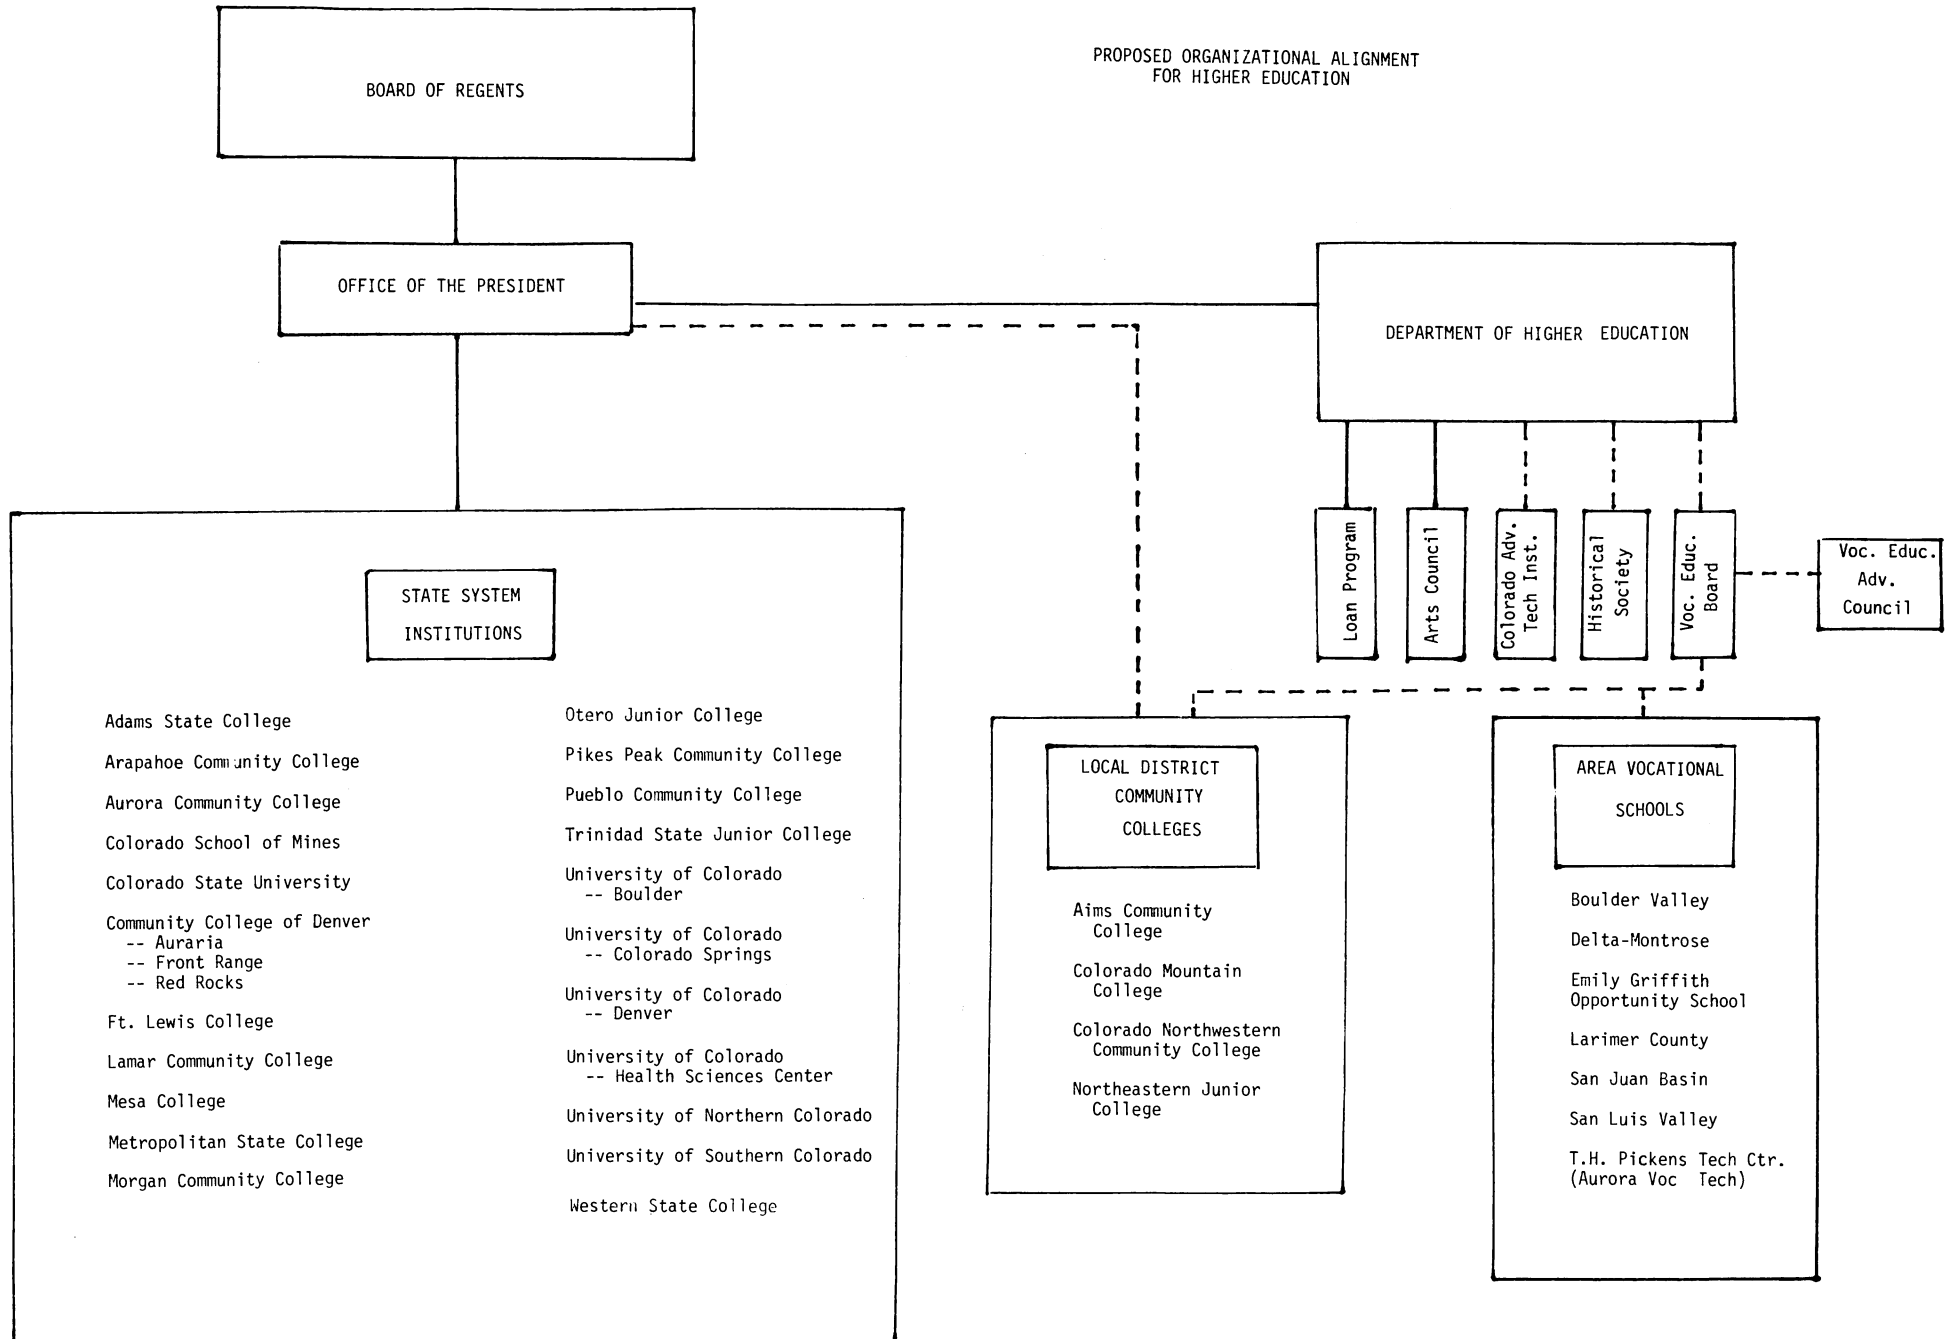 PROPOSED ORGANIZATIONAL ALIGNMENT
FOR HIGHER EDUCATION
BOARD OF REGENTS
OFFICE OF THE PRESIDENT
DEPARTMENT OF HIGHER EDUCATION
Loan Program
Arts Council
Colorado Adv.
Tech Inst.
Historical
Society
Voc. Educ.
Board
Voc. Educ.
Adv.
Council
STATE SYSTEM
INSTITUTIONS
Adams State College
Arapahoe Community College
Aurora Community College
Colorado School of Mines
Colorado State University
Community College of Denver
-- Auraria
-- Front Range
-- Red Rocks
Ft. Lewis College
Lamar Community College
Mesa College
Metropolitan State College
Morgan Community College
Otero Junior College
Pikes Peak Community College
Pueblo Community College
Trinidad State Junior College
University of Colorado
-- Boulder
University of Colorado
-- Colorado Springs
University of Colorado
-- Denver
University of Colorado
-- Health Sciences Center
University of Northern Colorado
University of Southern Colorado
Western State College
LOCAL DISTRICT
COMMUNITY
COLLEGES
Aims Community
College
Colorado Mountain
College
Colorado Northwestern
Community College
Northeastern Junior
College
AREA VOCATIONAL
SCHOOLS
Boulder Valley
Delta-Montrose
Emily Griffith
Opportunity School
Larimer County
San Juan Basin
San Luis Valley
T.H. Pickens Tech Ctr.
(Aurora Voc Tech)